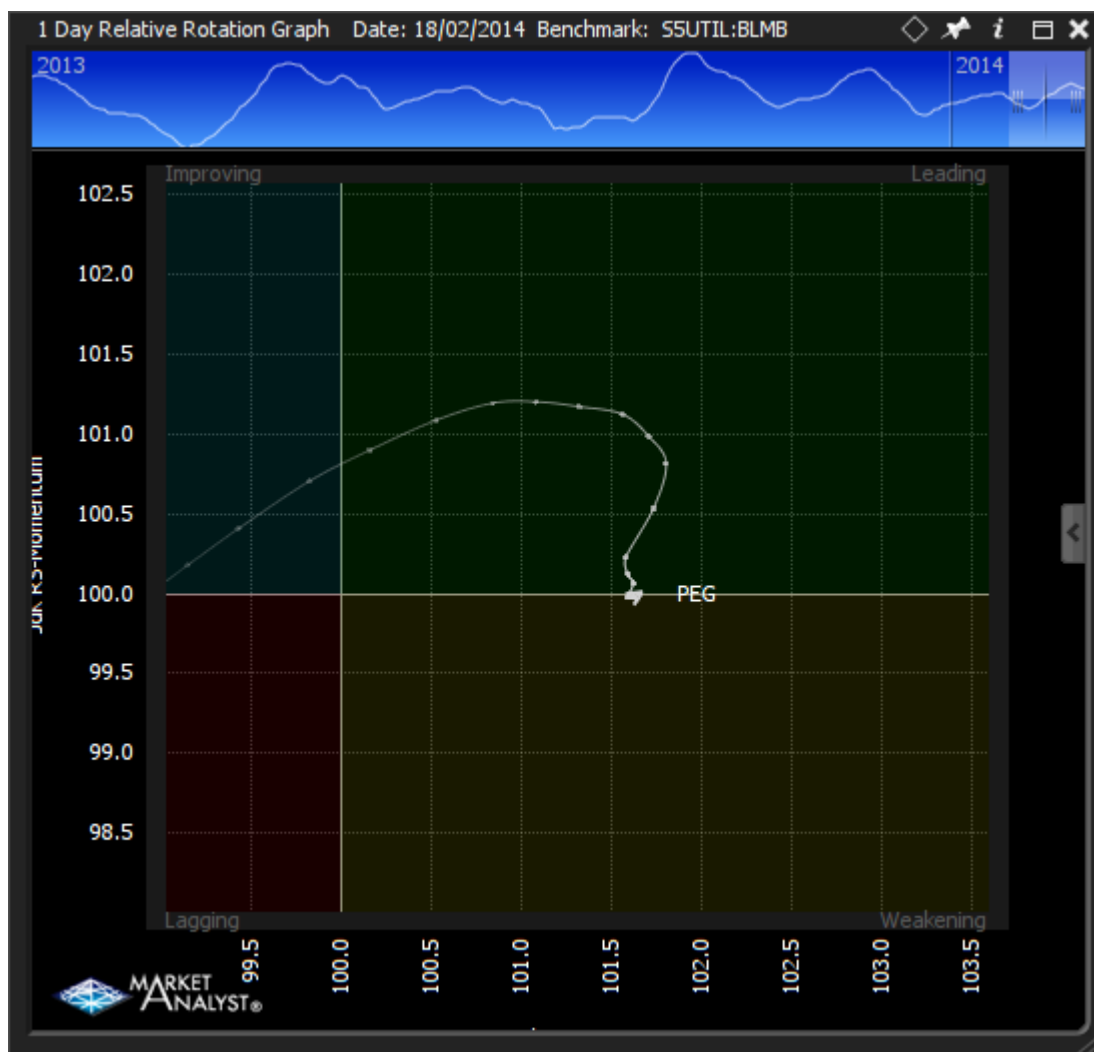 1 Day Relative Rotation Graph Date: 18/02/2014 Benchmark: S5UTIL:BLMB
2013
2014
Improving
Leading
102.5
102.0
101.5
101.0
100.5
100.0
99.5
99.0
98.5
JdK RS-Momentum
PEG
Lagging
Weakening
99.5
100.0
100.5
101.0
101.5
102.0
102.5
103.0
103.5
MARKET
ANALYST®